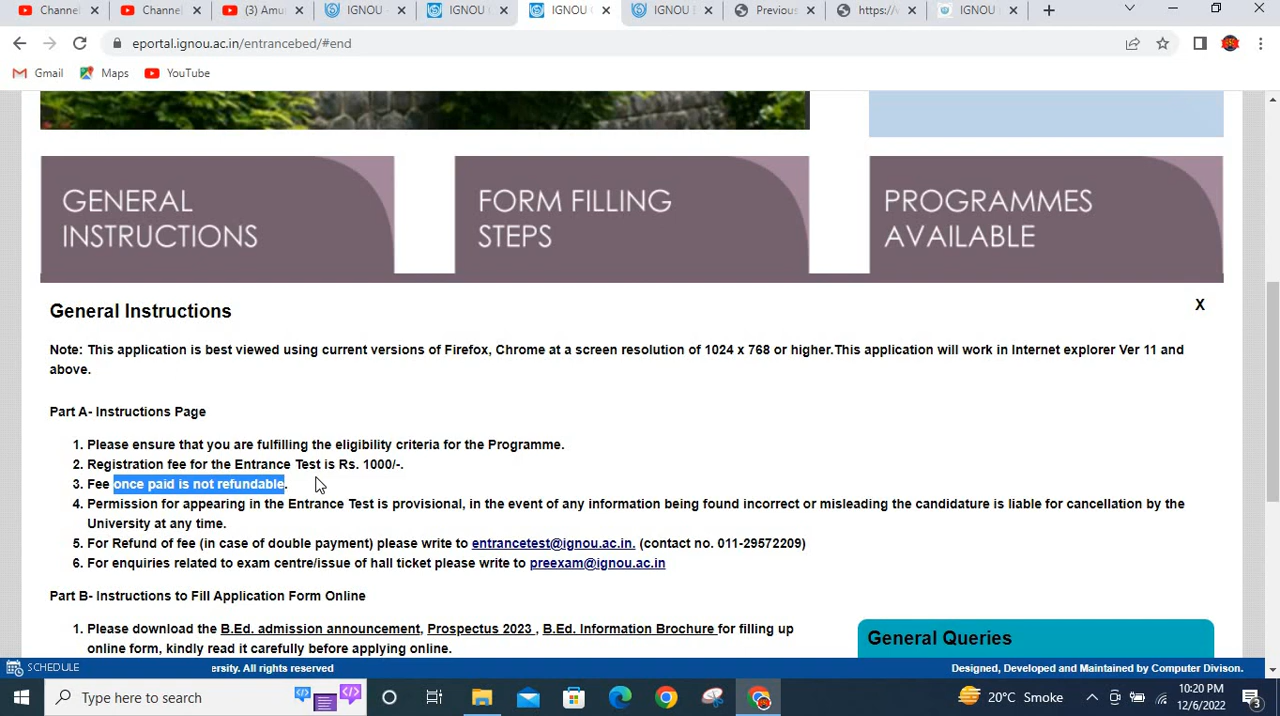 Channel
Channel
(3) Amu
IGNOU
IGNOU
IGNOU
IGNOU
Previous
https://w
IGNOU
eportal.ignou.ac.in/entrancebed/#end
Gmail Maps YouTube
GENERAL
INSTRUCTIONS
FORM FILLING
STEPS
PROGRAMMES
AVAILABLE
General Instructions
X
Note: This application is best viewed using current versions of Firefox, Chrome at a screen resolution of 1024 x 768 or higher.This application will work in Internet explorer Ver 11 and
above.
Part A- Instructions Page
1. Please ensure that you are fulfilling the eligibility criteria for the Programme.
2. Registration fee for the Entrance Test is Rs. 1000/-.
3. Fee once paid is not refundable.
4. Permission for appearing in the Entrance Test is provisional, in the event of any information being found incorrect or misleading the candidature is liable for cancellation by the
University at any time.
5. For Refund of fee (in case of double payment) please write to entrancetest@ignou.ac.in. (contact no. 011-29572209)
6. For enquiries related to exam centre/issue of hall ticket please write to preexam@ignou.ac.in
Part B- Instructions to Fill Application Form Online
1. Please download the B.Ed. admission announcement, Prospectus 2023 , B.Ed. Information Brochure for filling up
online form, kindly read it carefully before applying online.
General Queries
SCHEDULE
versity. All rights reserved
Designed, Developed and Maintained by Computer Divison.
Type here to search
20°C Smoke
10:20 PM
12/6/2022
3